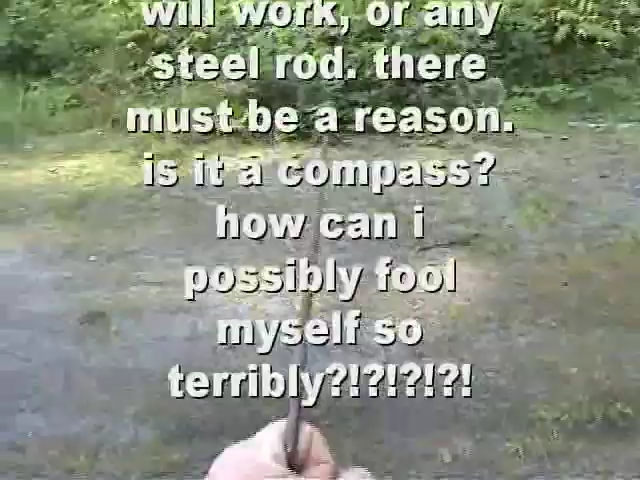 will work, or any
steel rod. there
must be a reason.
is it a compass?
how can i
possibly fool
myself so
terribly?!?!?!?!